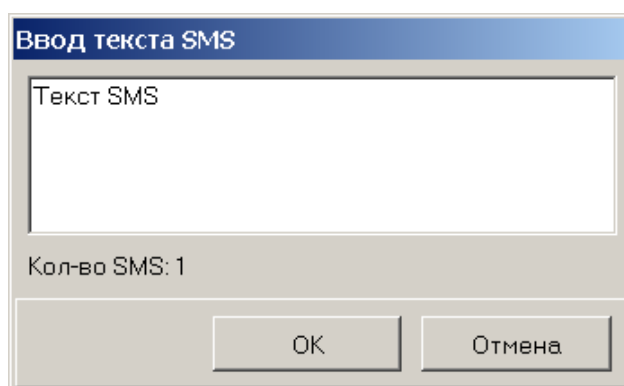 Ввод текста SMS
Текст SMS
Кол-во SMS: 1
OK
Отмена